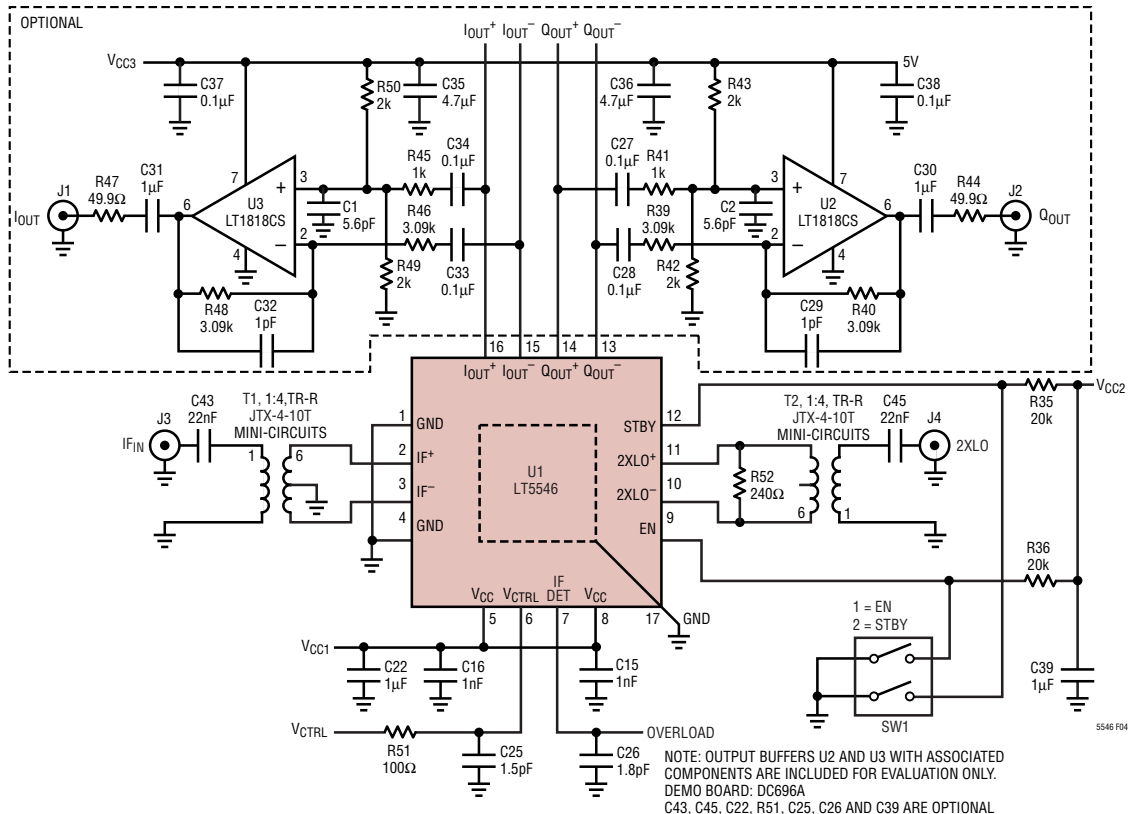 OPTIONAL
IOUT+ IOUT– QOUT+ QOUT–
VCC3
5V
C37
0.1µF
R50
2k
C35
4.7µF
C36
4.7µF
R43
2k
C38
0.1µF
J1
IOUT
R47
49.9Ω
C31
1µF
6
7
U3
LT1818CS
4
3
+
2
–
C1
5.6pF
R45
1k
C34
0.1µF
R46
3.09k
C33
0.1µF
R49
2k
R48
3.09k
C32
1pF
C27
0.1µF
R41
1k
R39
3.09k
C28
0.1µF
R42
2k
C2
5.6pF
3
+
2
–
7
U2
LT1818CS
4
6
C30
1µF
R44
49.9Ω
J2
QOUT
C29
1pF
R40
3.09k
16
15
14
13
IOUT+ IOUT– QOUT+ QOUT–
J3
IFIN
C43
22nF
T1, 1:4,TR-R
JTX-4-10T
MINI-CIRCUITS
1
6
1
GND
2
IF+
3
IF–
4
GND
U1
LT5546
STBY
12
2XLO+
11
2XLO–
10
EN
9
VCC
5
VCTRL
6
IF
DET
7
VCC
8
17
GND
T2, 1:4, TR-R
JTX-4-10T
MINI-CIRCUITS
R52
240Ω
6
1
C45
22nF
J4
2XLO
R35
20k
VCC2
R36
20k
1 = EN
2 = STBY
SW1
C39
1µF
VCC1
C22
1µF
C16
1nF
C15
1nF
VCTRL
R51
100Ω
C25
1.5pF
C26
1.8pF
OVERLOAD
5546 F04
NOTE: OUTPUT BUFFERS U2 AND U3 WITH ASSOCIATED
COMPONENTS ARE INCLUDED FOR EVALUATION ONLY.
DEMO BOARD: DC696A
C43, C45, C22, R51, C25, C26 AND C39 ARE OPTIONAL